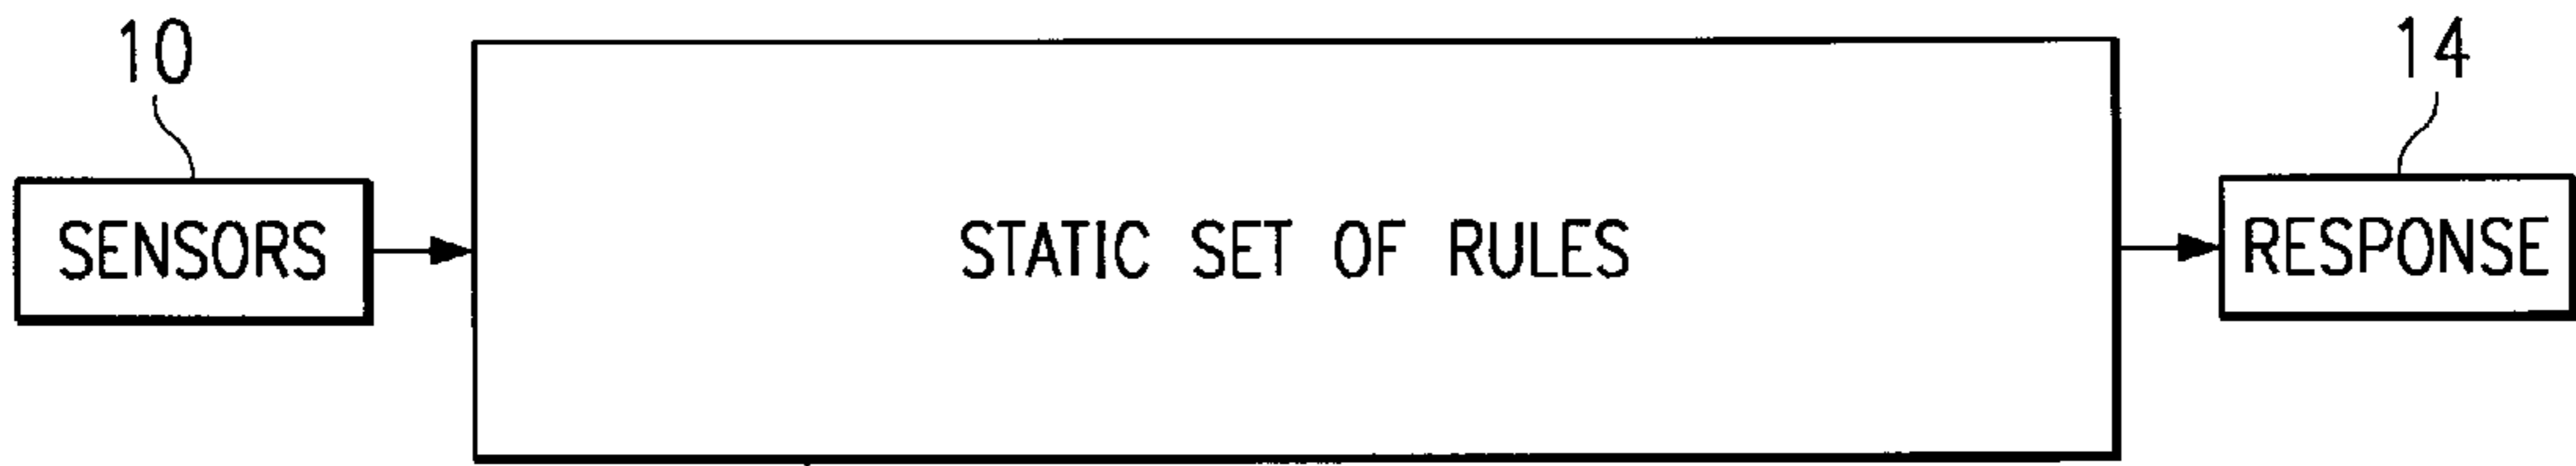 10
14
SENSORS
STATIC SET OF RULES
RESPONSE